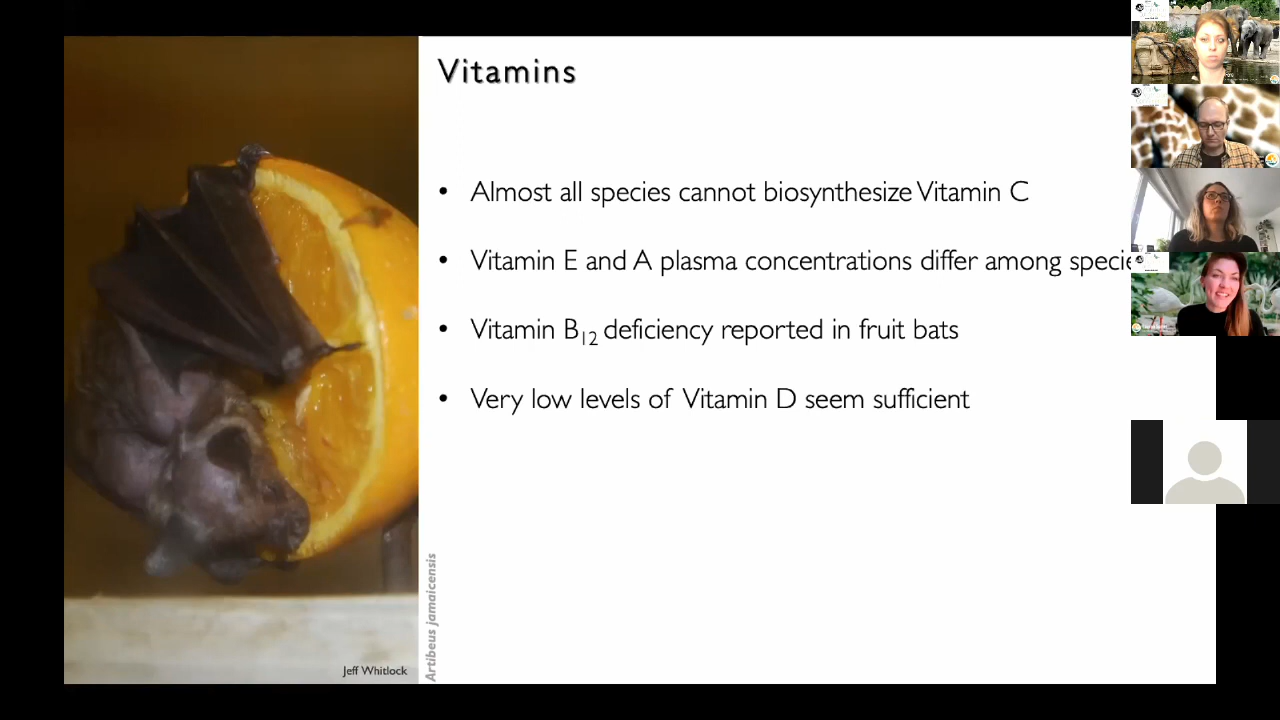 Vitamins
• Almost all species cannot biosynthesize Vitamin C
• Vitamin E and A plasma concentrations differ among specie
• Vitamin B12 deficiency reported in fruit bats
• Very low levels of Vitamin D seem sufficient
Artibeus jamaicensis
Jeff Whitlock